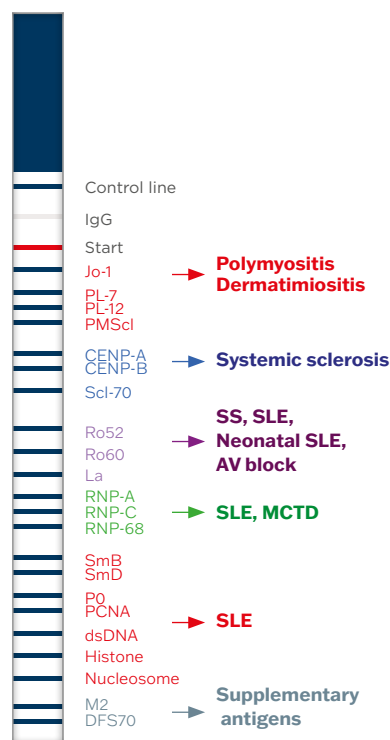 Control line
IgG
Start
Jo-1
PL-7
PL-12
PMScl
Polymyositis
Dermatimiositis
CENP-A
CENP-B
Scl-70
Systemic sclerosis
Ro52
Ro60
La
SS, SLE,
Neonatal SLE,
AV block
RNP-A
RNP-C
RNP-68
SLE, MCTD
SmB
SmD
P0
PCNA
dsDNA
Histone
Nucleosome
SLE
M2
DFS70
Supplementary
antigens